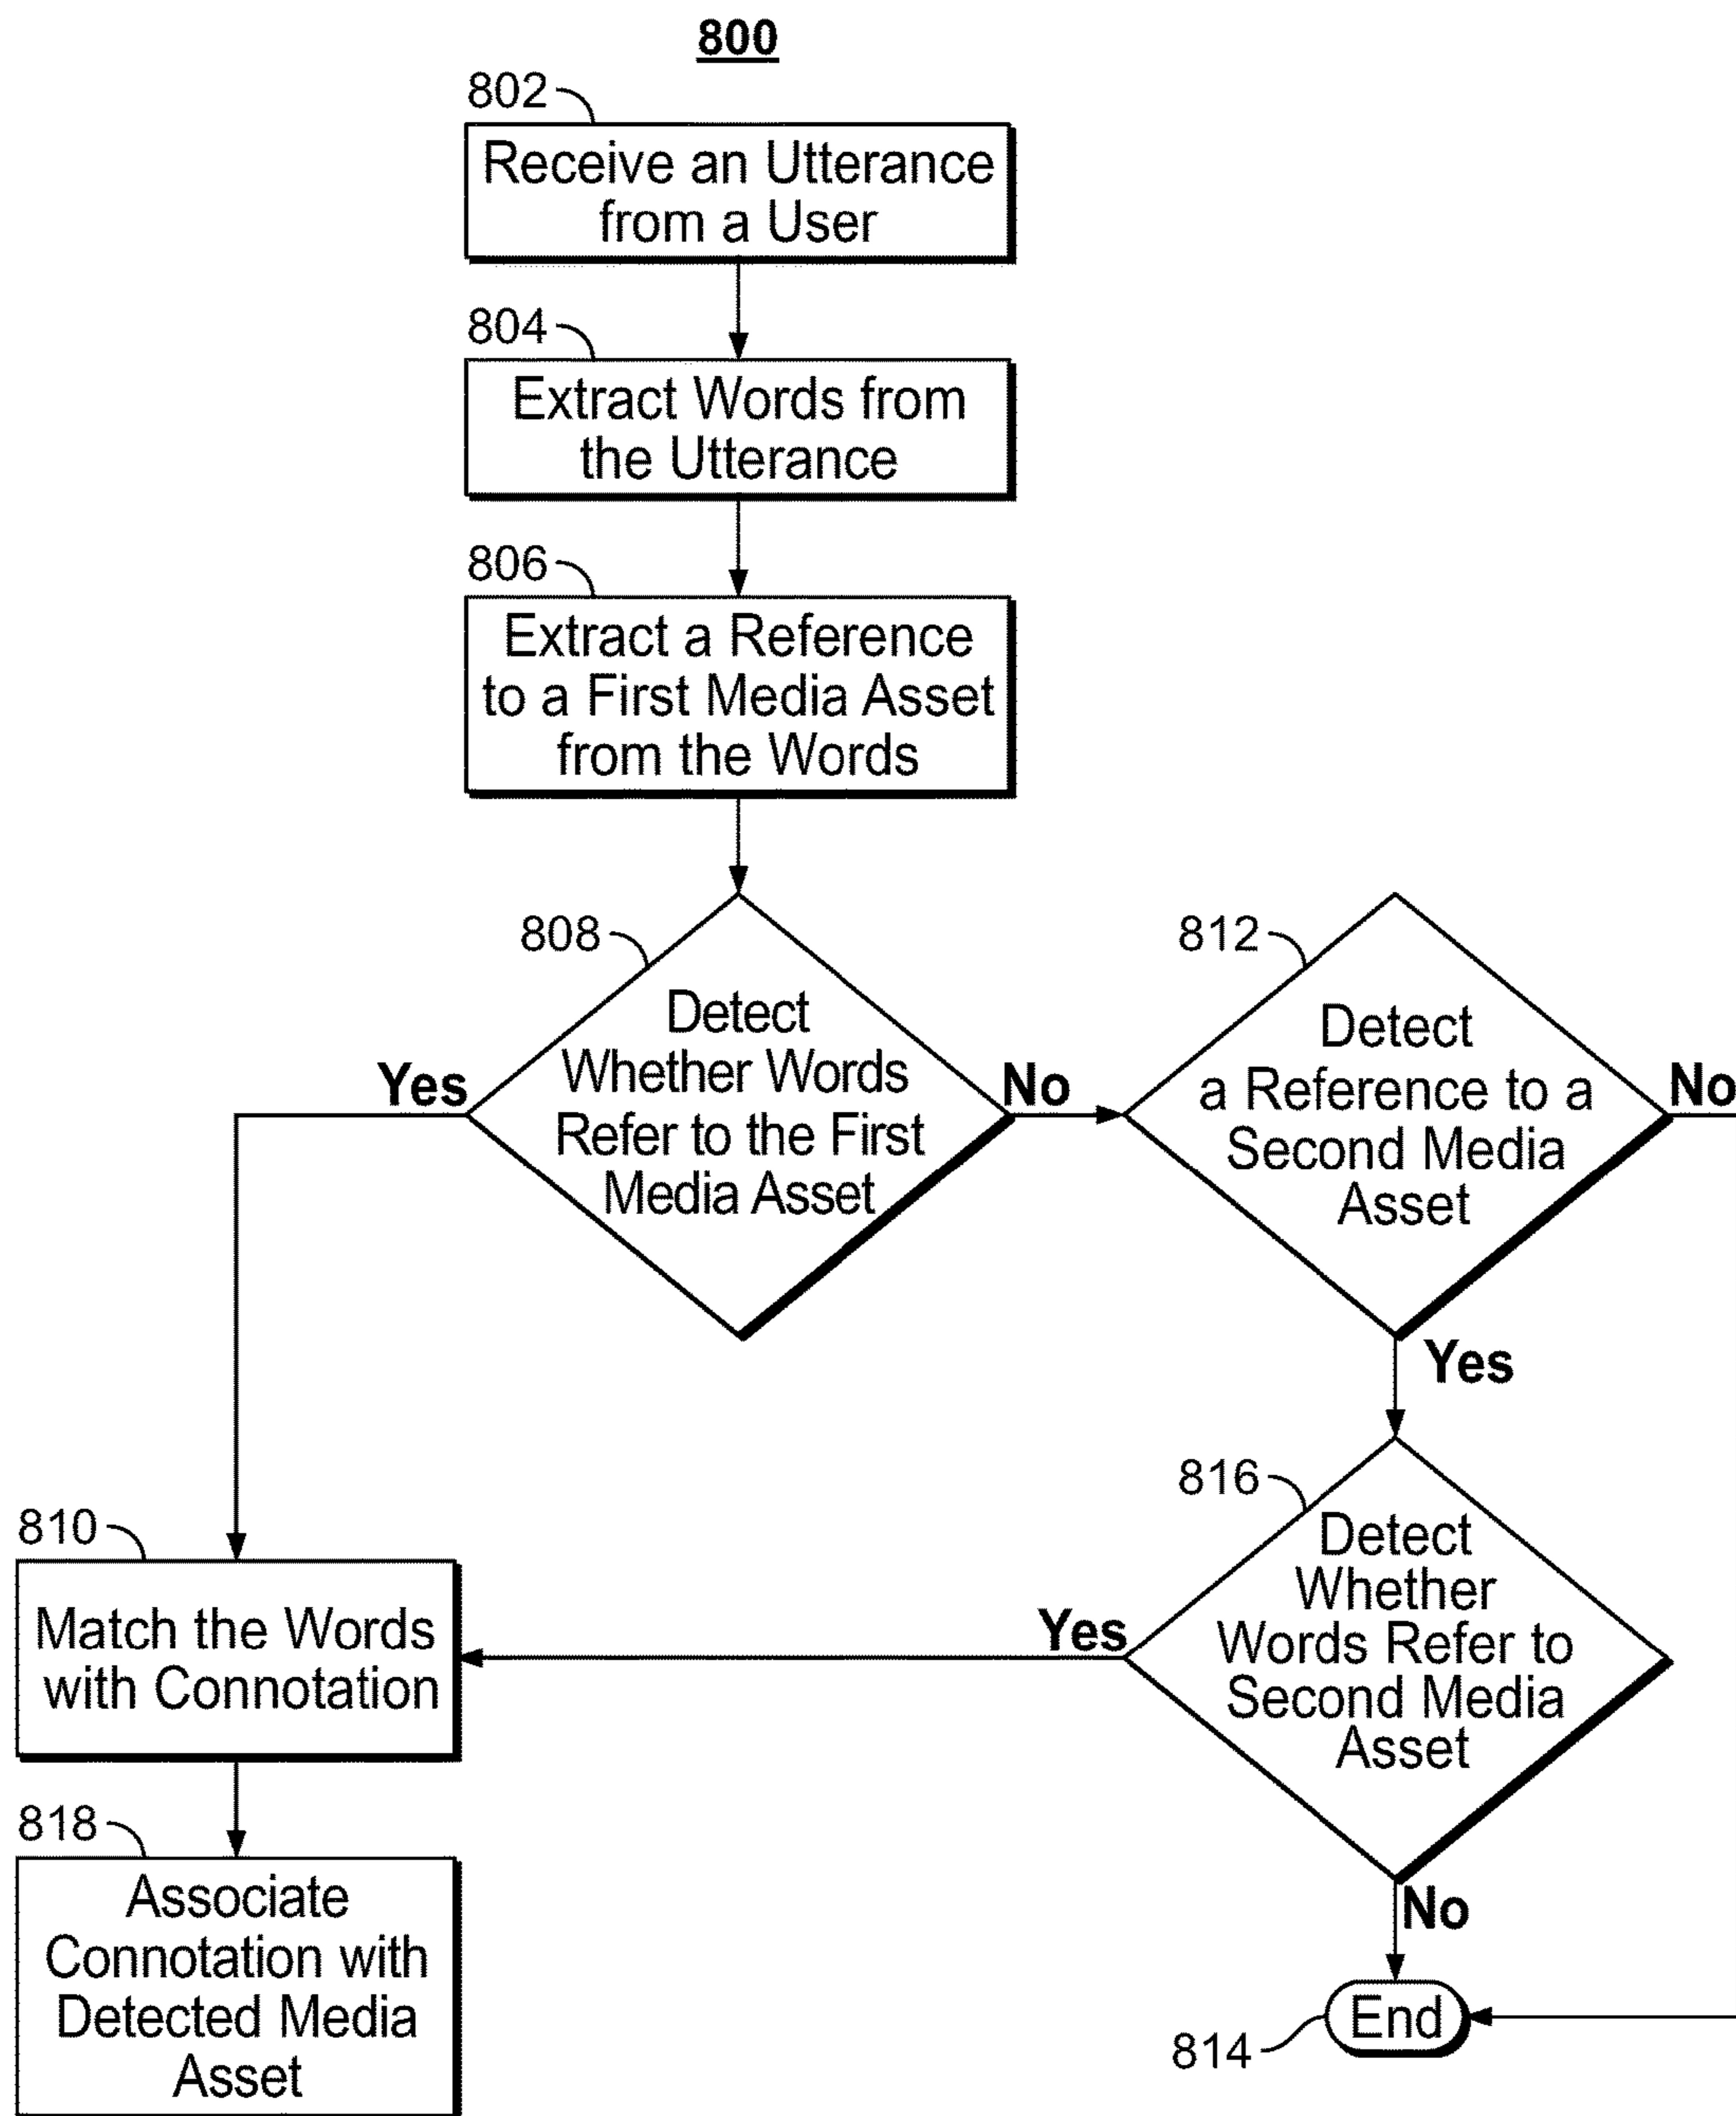 800
802
Receive an Utterance
from a User
804
Extract Words from
the Utterance
806
Extract a Reference
to a First Media Asset
from the Words
808
Detect
Whether Words
Refer to the First
Media Asset
Yes
No
812
Detect
a Reference to a
Second Media
Asset
No
Yes
816
Detect
Whether
Words Refer to
Second Media
Asset
Yes
No
810
Match the Words
with Connotation
818
Associate
Connotation with
Detected Media
Asset
End
814